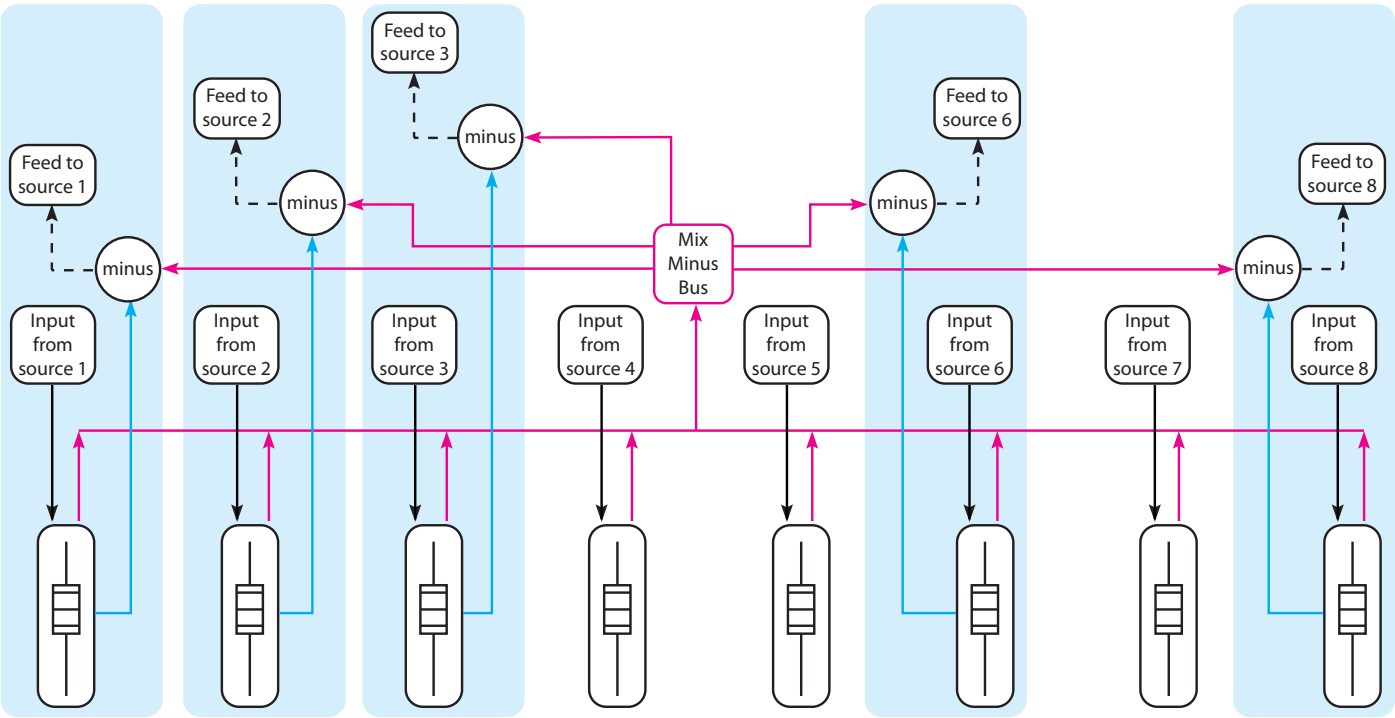 Feed to
source 3
Feed to
source 2
Feed to
source 6
minus
Feed to
source 1
Feed to
source 8
minus
minus
Mix
Minus
Bus
minus
minus
Input
from
source 1
Input
from
source 2
Input
from
source 3
Input
from
source 4
Input
from
source 5
Input
from
source 6
Input
from
source 7
Input
from
source 8